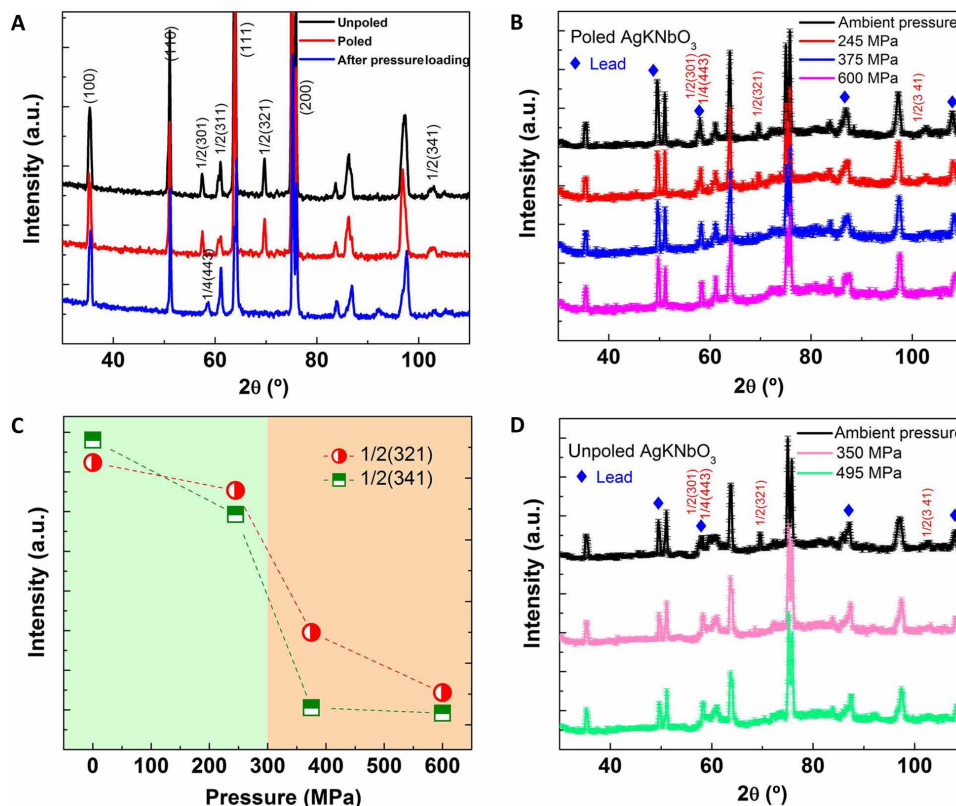 A
Unpoled
Poled
After pressure loading
(100)
(110)
1/2(301)
1/4(443)
1/2(311)
(111)
1/2(321)
(200)
1/2(341)
Intensity (a.u.)
40 60 80 100
2θ (º)
B
Poled AgKNbO3
Lead
Ambient pressure
245 MPa
375 MPa
600 MPa
1/2(301)
1/4(443)
1/2(321)
1/2(3 41)
Intensity (a.u.)
40 60 80 100
2θ (º)
C
1/2(321)
1/2(341)
Intensity (a.u.)
0 100 200 300 400 500 600
Pressure (MPa)
D
Unpoled AgKNbO3
Lead
Ambient pressure
350 MPa
495 MPa
1/2(301)
1/4(443)
1/2(321)
1/2(3 41)
Intensity (a.u.)
40 60 80 100
2θ (º)